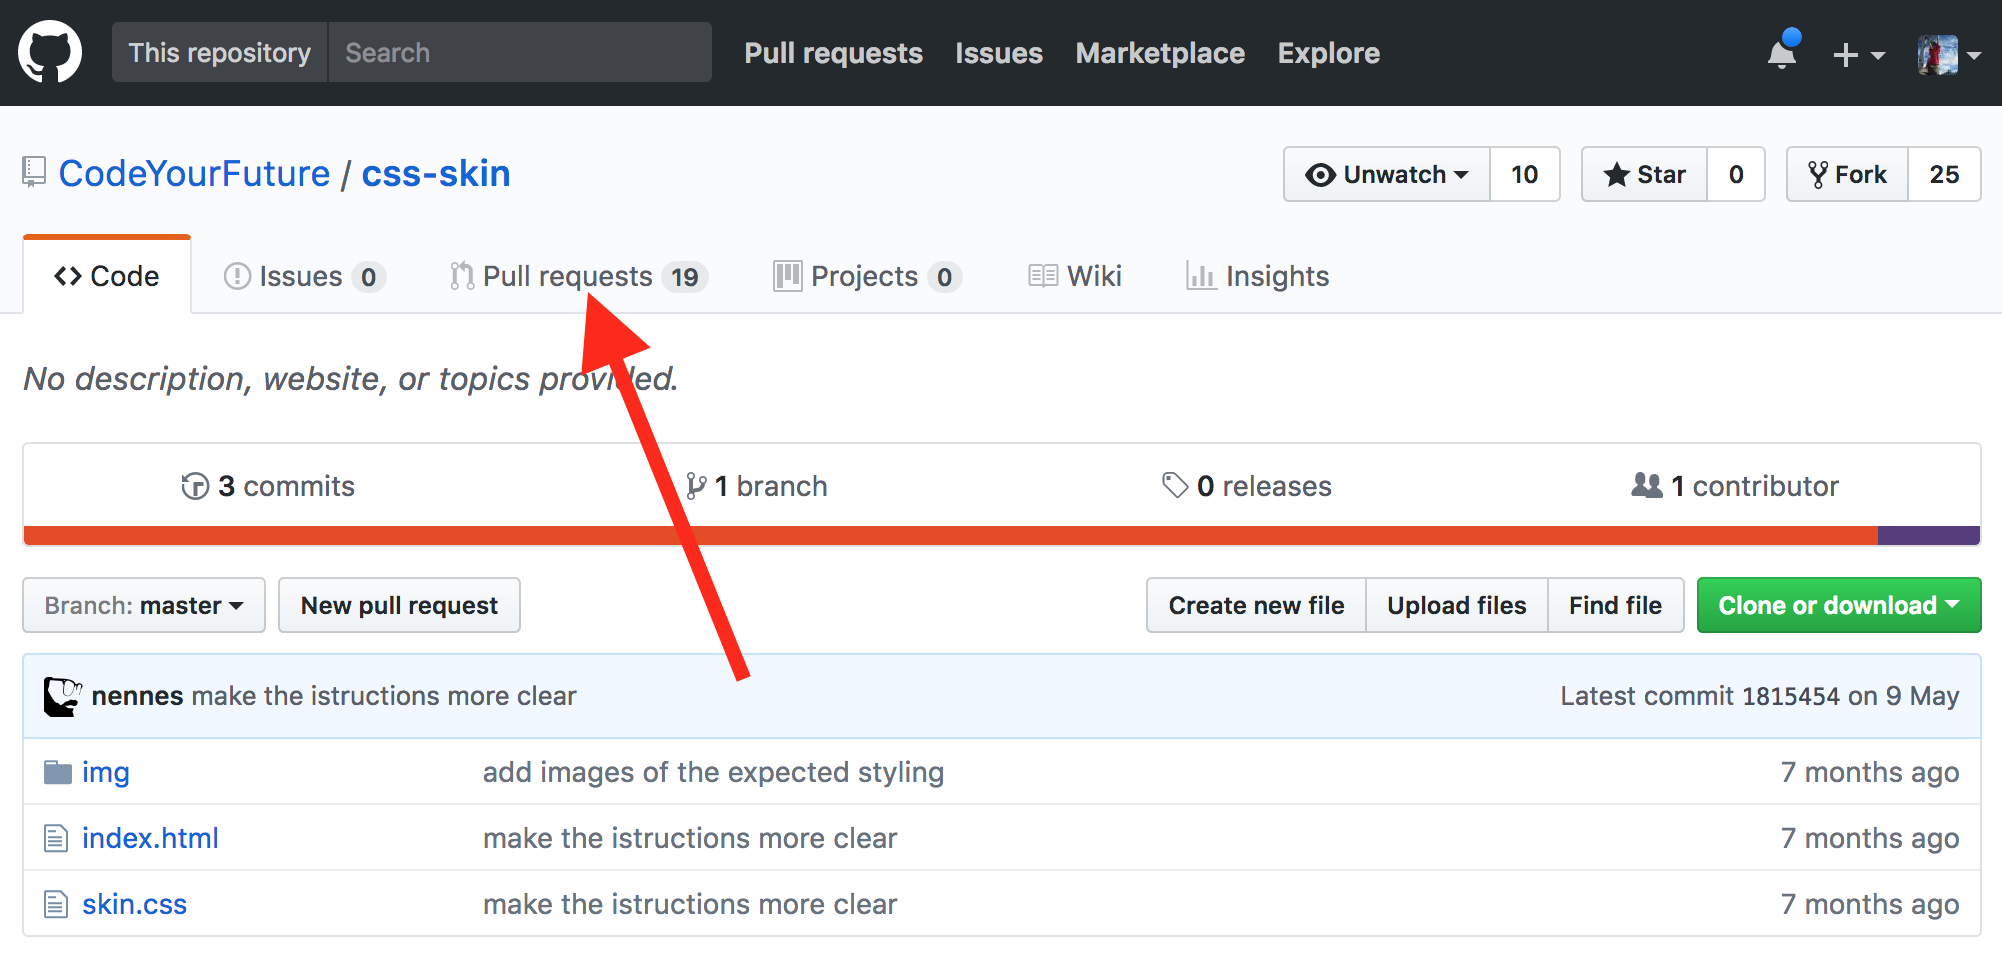 This repository Search Pull requests Issues Marketplace Explore
CodeYourFuture / css-skin Unwatch 10 Star 0 Fork 25
Code Issues 0 Pull requests 19 Projects 0 Wiki Insights
No description, website, or topics provided.
3 commits 1 branch 0 releases 1 contributor
Branch: master New pull request Create new file Upload files Find file Clone or download
nennes make the istructions more clear Latest commit 1815454 on 9 May
img add images of the expected styling 7 months ago
index.html make the istructions more clear 7 months ago
skin.css make the istructions more clear 7 months ago